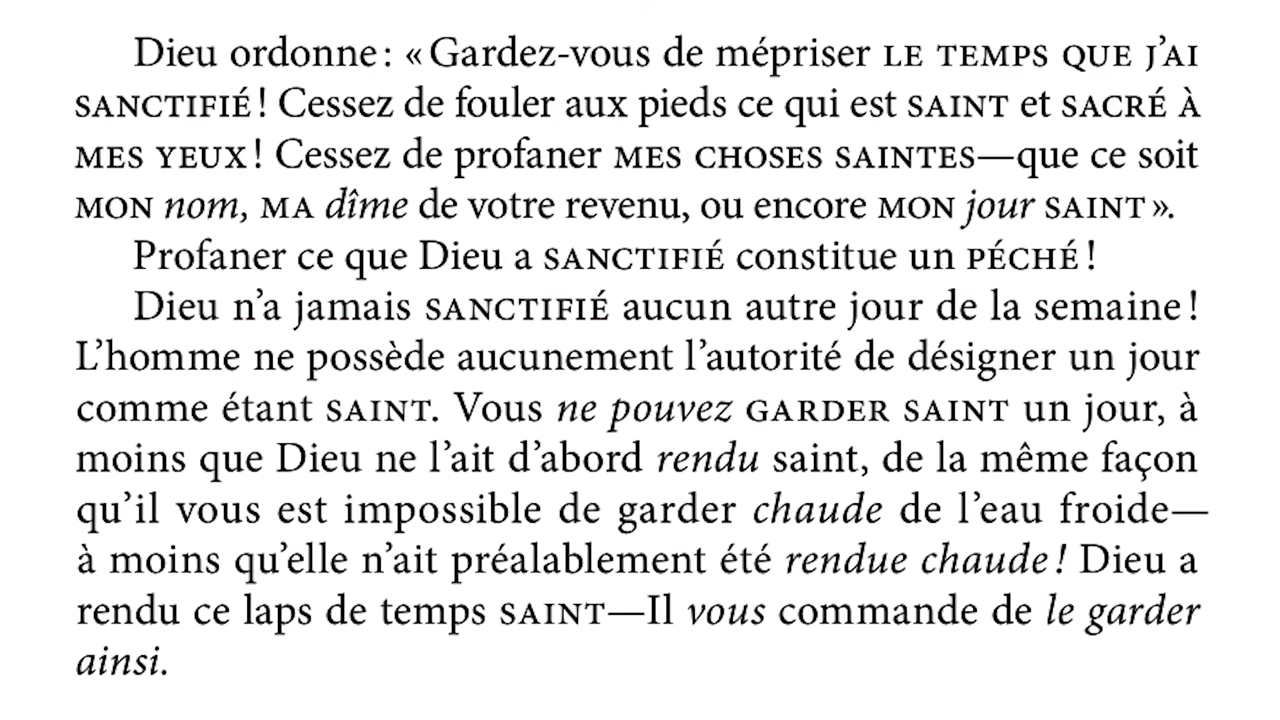 Dieu ordonne : « Gardez-vous de mépriser LE TEMPS QUE J’AI
SANCTIFIÉ ! Cessez de fouler aux pieds ce qui est SAINT et SACRÉ À
MES YEUX ! Cessez de profaner MES CHOSES SAINTES—que ce soit
MON nom, MA dîme de votre revenu, ou encore MON jour SAINT ».
Profaner ce que Dieu a SANCTIFIÉ constitue un PÉCHÉ !
Dieu n’a jamais SANCTIFIÉ aucun autre jour de la semaine !
L’homme ne possède aucunement l’autorité de désigner un jour
comme étant SAINT. Vous ne pouvez GARDER SAINT un jour, à
moins que Dieu ne l’ait d’abord rendu saint, de la même façon
qu’il vous est impossible de garder chaude de l’eau froide—
à moins qu’elle n’ait préalablement été rendue chaude ! Dieu a
rendu ce laps de temps SAINT—Il vous commande de le garder
ainsi.